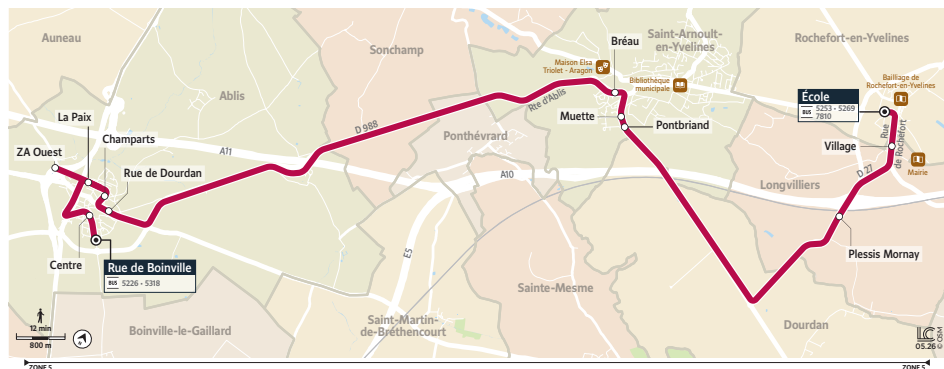 Auneau
Sonchamp
Bréau
Saint-Arnoult-
en-Yvelines
Rochefort-en-Yvelines
Maison Elsa
Triolet - Aragon
Bibliothèque
municipale
Bailliage de
Rochefort-en-Yvelines
Ablis
La Paix
Champarts
ZA Ouest
Rue de Dourdan
D 988
A11
Rte d'Ablis
Ponthévrard
Muette
Pontbriand
École
BUS
5253 - 5269
7810
Village
Rue
de Rochefort
D 27
Mairie
A10
Longvilliers
E5
Plessis Mornay
Centre
Rue de Boinville
BUS
5226 - 5318
Sainte-Mesme
Dourdan
Saint-Martin-
de-Bréthencourt
Boinville-le-Gaillard
12 min
800 m
LC
05.26
© OSM
ZONE 5
ZONE 5